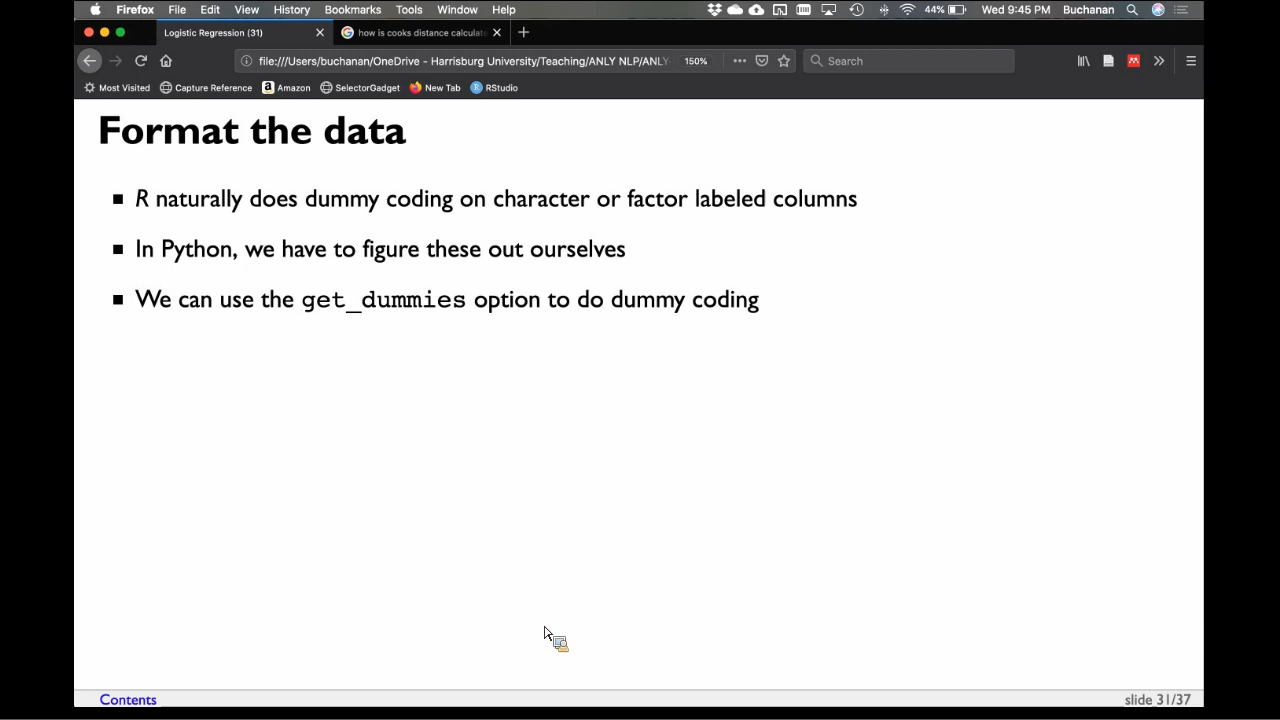 Firefox File Edit View History Bookmarks Tools Window Help 44% Wed 9:45 PM Buchanan
Logistic Regression (31) how is cooks distance calculate
file:///Users/buchanan/OneDrive - Harrisburg University/Teaching/ANLY NLP/ANLY 150% Search
Most Visited Capture Reference Amazon SelectorGadget New Tab RStudio
Format the data
R naturally does dummy coding on character or factor labeled columns
In Python, we have to figure these out ourselves
We can use the get_dummies option to do dummy coding
Contents slide 31/37